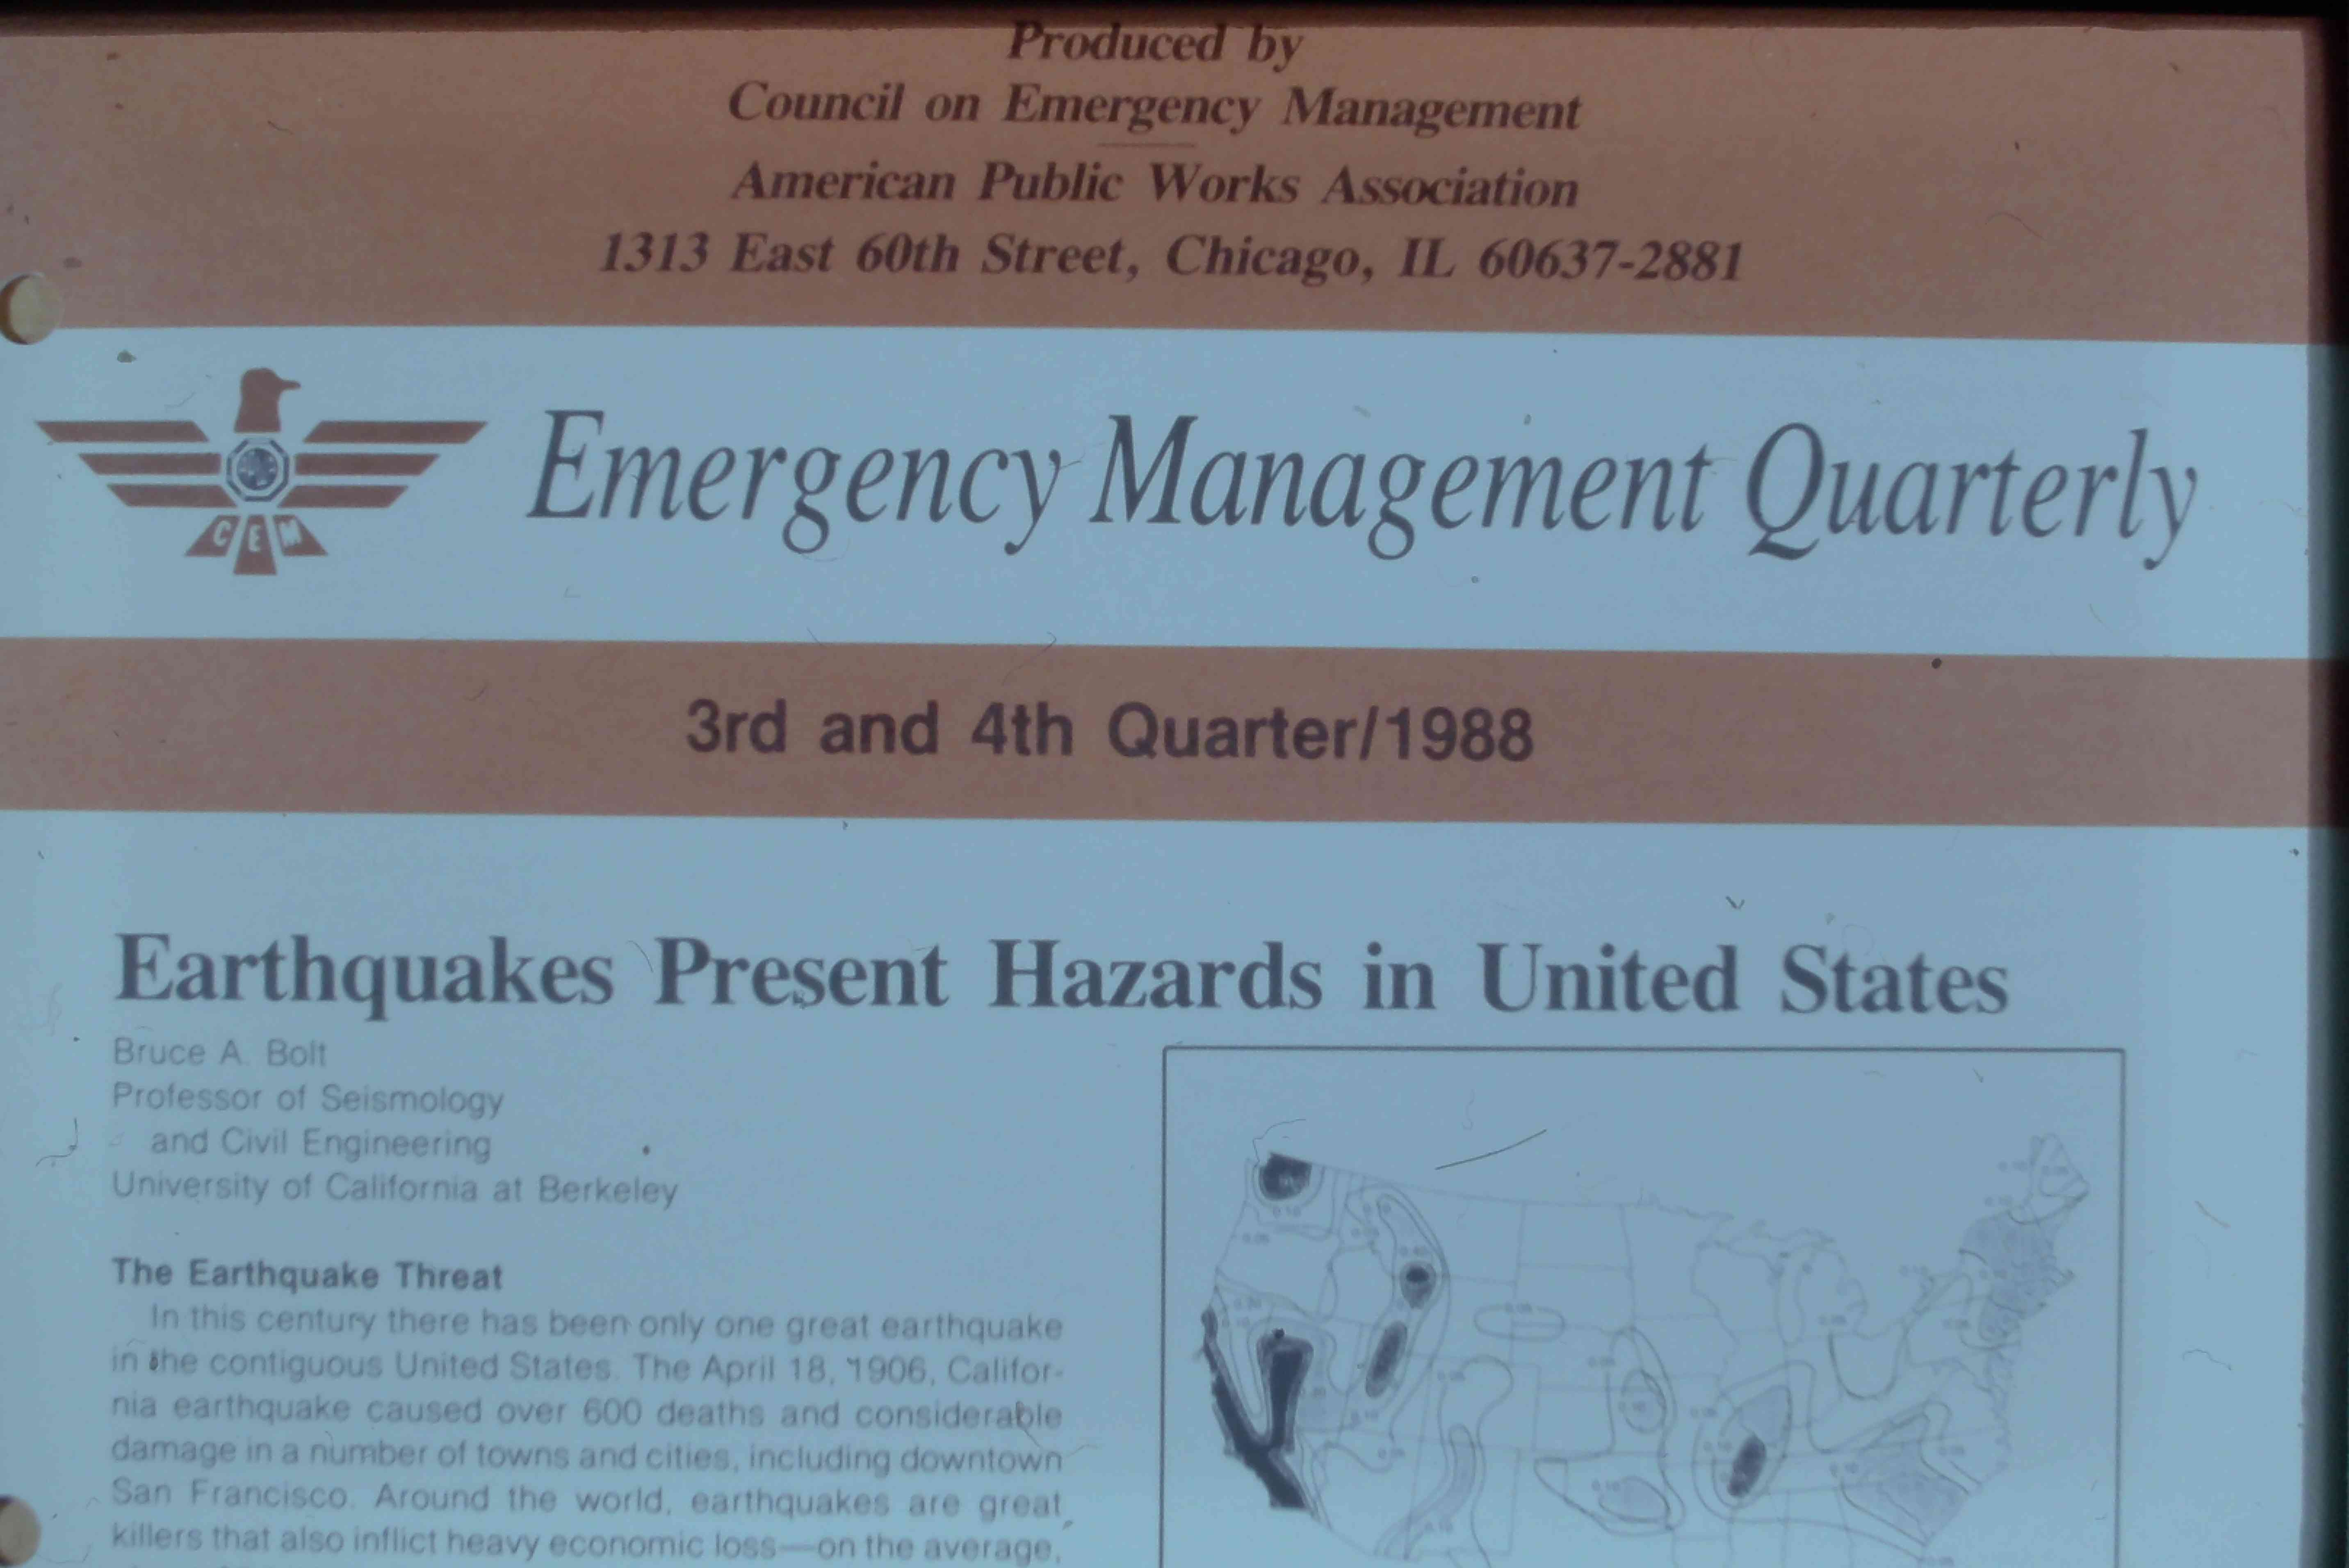 Produced by
Council on Emergency Management
American Public Works Association
1313 East 60th Street, Chicago, IL 60637-2881
CEM
Emergency Management Quarterly
3rd and 4th Quarter/1988
Earthquakes Present Hazards in United States
Bruce A. Bolt
Professor of Seismology
and Civil Engineering
University of California at Berkeley
The Earthquake Threat
In this century there has been only one great earthquake
in the contiguous United States. The April 18, 1906, Califor-
nia earthquake caused over 600 deaths and considerable
damage in a number of towns and cities, including downtown
San Francisco. Around the world, earthquakes are great
killers that also inflict heavy economic loss—on the average,